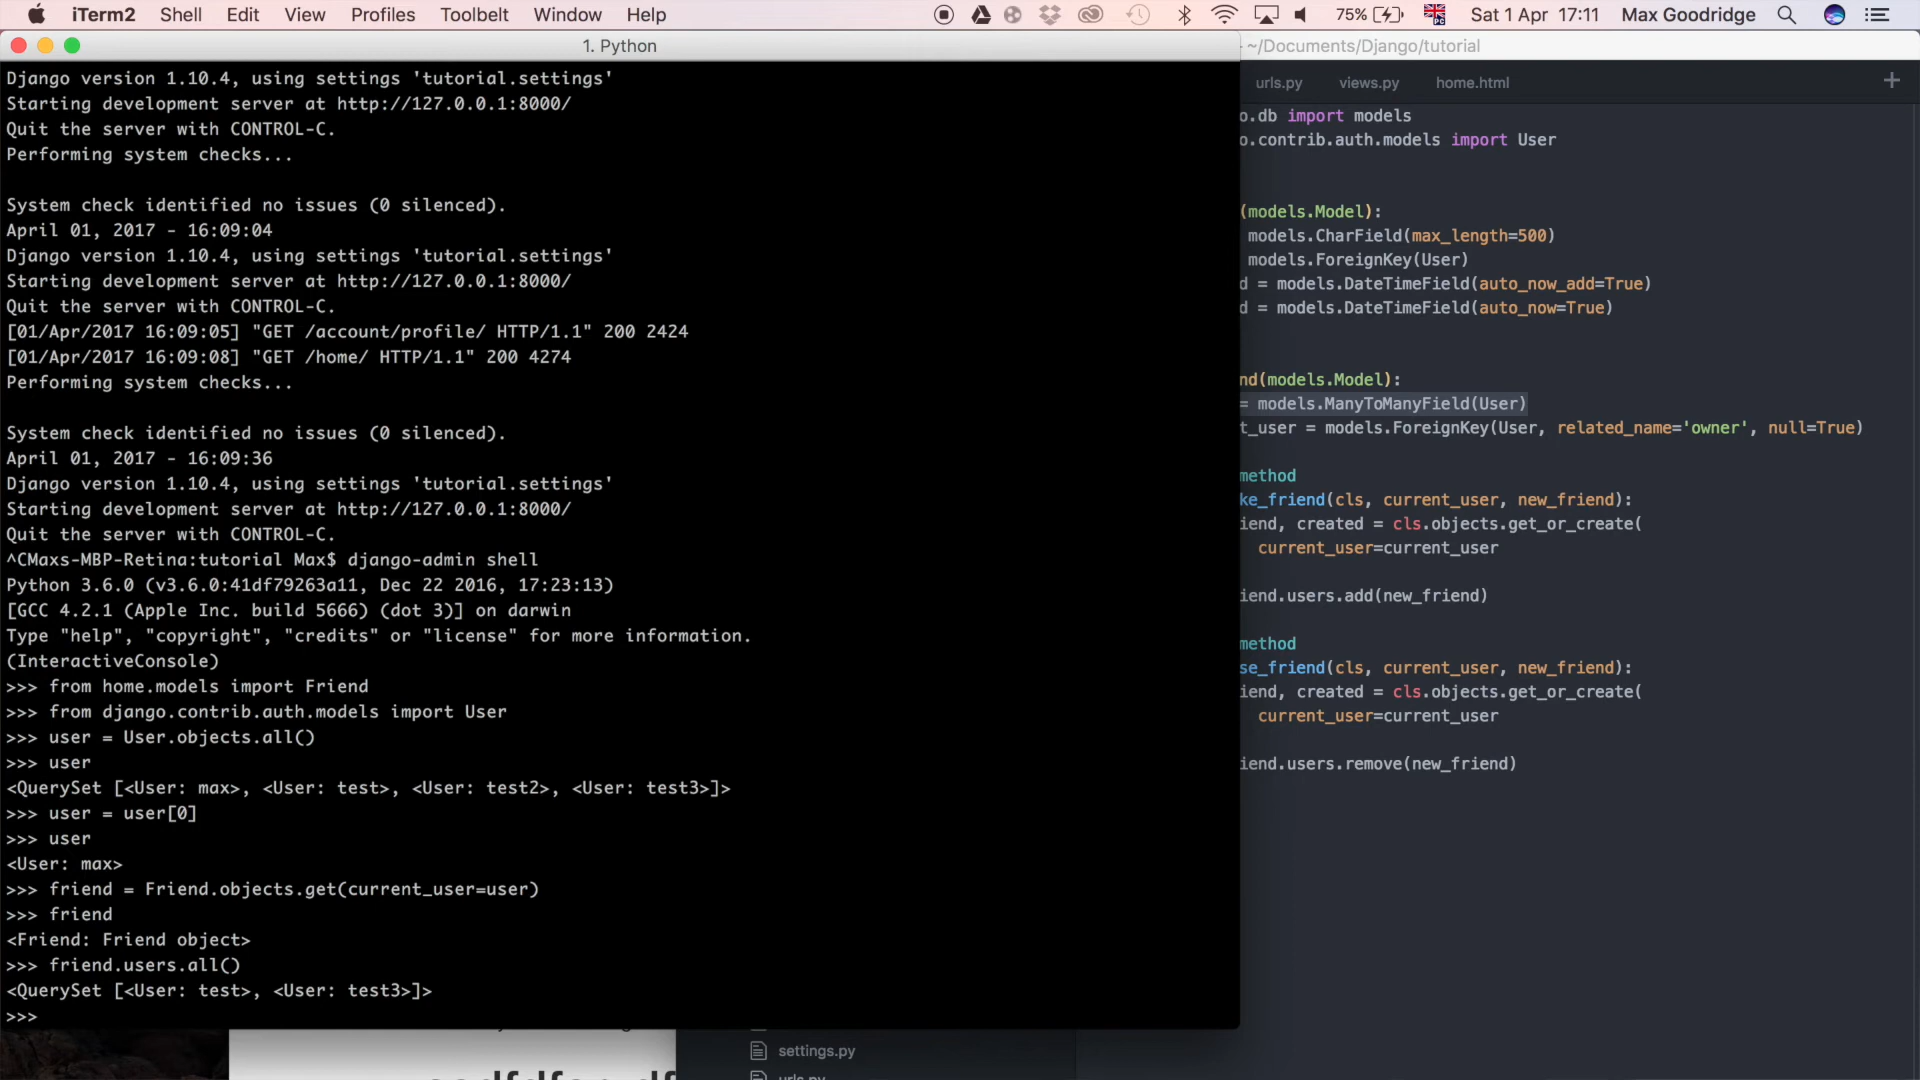 iTerm2 Shell Edit View Profiles Toolbelt Window Help 75% Sat 1 Apr 17:11 Max Goodridge
1. Python
~/Documents/Django/tutorial
Django version 1.10.4, using settings 'tutorial.settings'
Starting development server at http://127.0.0.1:8000/
Quit the server with CONTROL-C.
Performing system checks...
System check identified no issues (0 silenced).
April 01, 2017 - 16:09:04
Django version 1.10.4, using settings 'tutorial.settings'
Starting development server at http://127.0.0.1:8000/
Quit the server with CONTROL-C.
[01/Apr/2017 16:09:05] "GET /account/profile/ HTTP/1.1" 200 2424
[01/Apr/2017 16:09:08] "GET /home/ HTTP/1.1" 200 4274
Performing system checks...
System check identified no issues (0 silenced).
April 01, 2017 - 16:09:36
Django version 1.10.4, using settings 'tutorial.settings'
Starting development server at http://127.0.0.1:8000/
Quit the server with CONTROL-C.
^CMaxs-MBP-Retina:tutorial Max$ django-admin shell
Python 3.6.0 (v3.6.0:41df79263a11, Dec 22 2016, 17:23:13)
[GCC 4.2.1 (Apple Inc. build 5666) (dot 3)] on darwin
Type "help", "copyright", "credits" or "license" for more information.
(InteractiveConsole)
>>> from home.models import Friend
>>> from django.contrib.auth.models import User
>>> user = User.objects.all()
>>> user
<QuerySet [<User: max>, <User: test>, <User: test2>, <User: test3>]>
>>> user = user[0]
>>> user
<User: max>
>>> friend = Friend.objects.get(current_user=user)
>>> friend
<Friend: Friend object>
>>> friend.users.all()
<QuerySet [<User: test>, <User: test3>]>
>>>
urls.py views.py home.html
o.db import models
o.contrib.auth.models import User
(models.Model):
models.CharField(max_length=500)
models.ForeignKey(User)
d = models.DateTimeField(auto_now_add=True)
d = models.DateTimeField(auto_now=True)
nd(models.Model):
= models.ManyToManyField(User)
t_user = models.ForeignKey(User, related_name='owner', null=True)
method
ke_friend(cls, current_user, new_friend):
iend, created = cls.objects.get_or_create(
current_user=current_user
iend.users.add(new_friend)
method
se_friend(cls, current_user, new_friend):
iend, created = cls.objects.get_or_create(
current_user=current_user
iend.users.remove(new_friend)
settings.py
urls.py